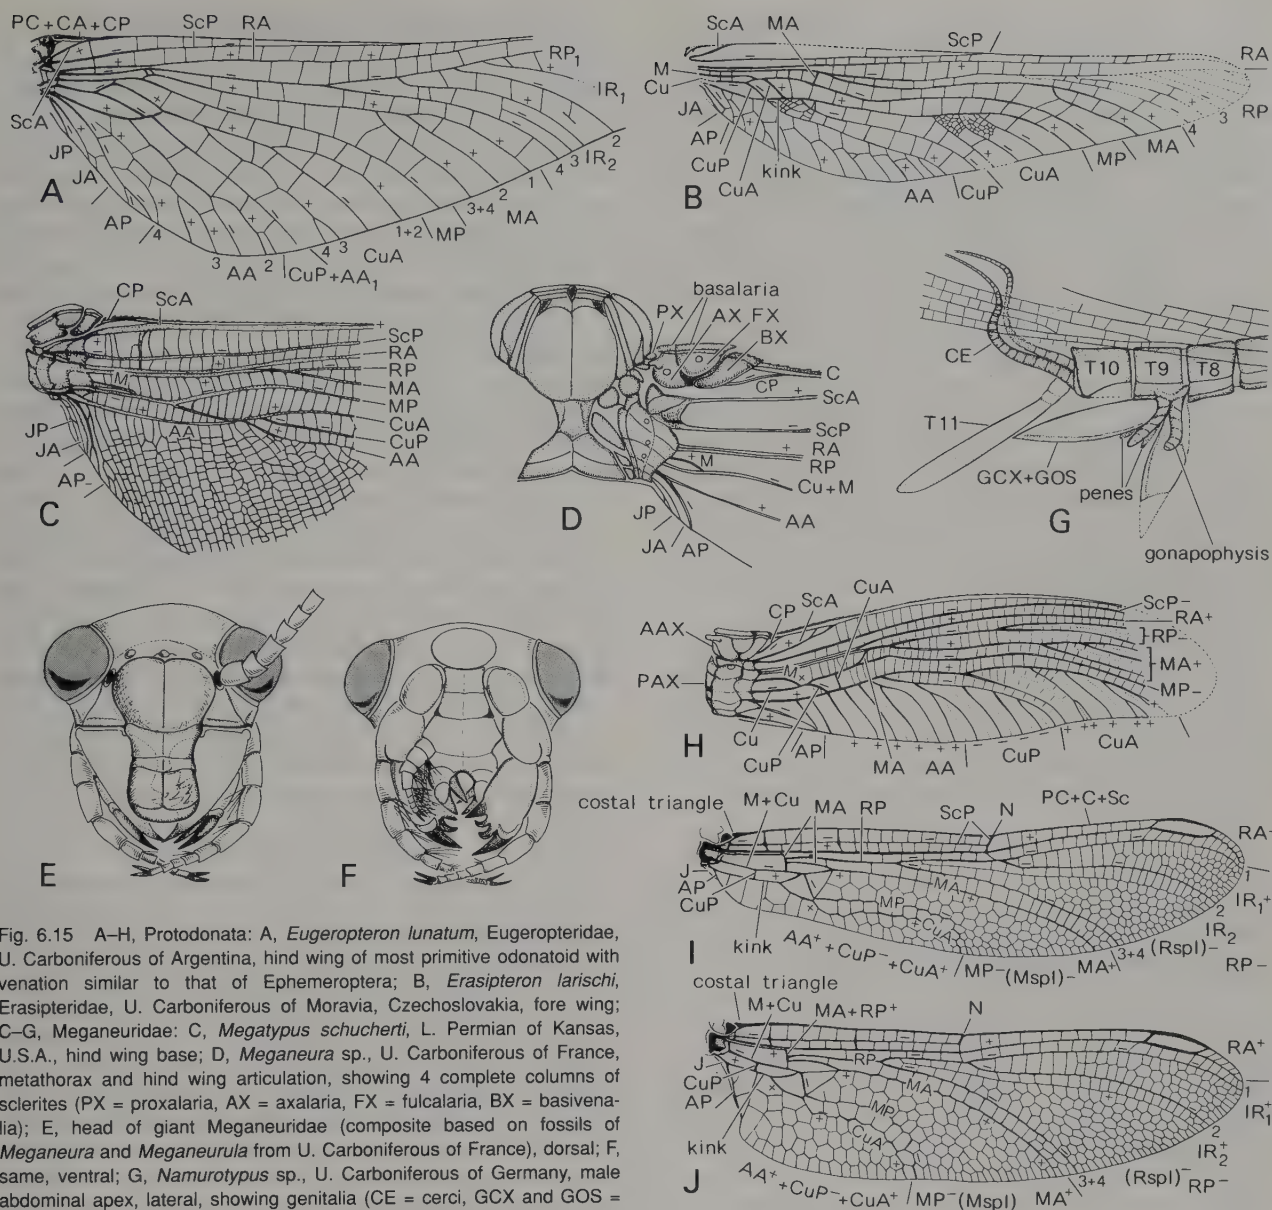 PC+CA+CP
ScP
RA
RP1
IR1
2
IR2
3
4
1
2
MA
3+4
MP
1+2
CuA
3
4
CuP+AA1
2
AA
3
4
AP
JA
JP
ScA
A
ScA
MA
ScP
RA
RP
3
4
MA
MP
CuA
CuP
AA
kink
CuA
CuP
AP
JA
Cu
M
B
CP
ScA
ScP
RA
RP
MA
MP
CuA
CuP
AA
M
AA
JP
JA
AP-
C
basalaria
PX
AX
FX
BX
C
CP
ScA
ScP
RA
RP
M
Cu+M
AA
JP
JA
AP
D
CE
T10
T9
T8
T11
GCX+GOS
penes
gonapophysis
G
E
F
CuA
ScA
CP
AAX
PAX
M
ScP-
RA+
RP-
MA+
MP-
Cu
CuP
AP
MA
AA
CuP
CuA
H
costal triangle
M+Cu
MA
RP
ScP
N
PC+C+Sc
RA+
1
IR1+
2
IR2
(Rspl)-
RP-
3+4
MA+
MP-(Mspl)-
AA+ + CuP- + CuA+
kink
CuP
AP
J
MA
MP
+CuA
I
costal triangle
M+Cu
MA+RP+
N
RA+
1
IR1+
2
IR2+
(Rspl)-
RP-
3+4
MA+
MP-(Mspl)
AA+ + CuP- + CuA+
kink
AP
CuP
J
RP
MA
MP
CuA
J
Fig. 6.15 A–H, Protodonata: A, Eugeropteron lunatum, Eugeropteridae,
U. Carboniferous of Argentina, hind wing of most primitive odonatoid with
venation similar to that of Ephemeroptera; B, Erasipteron larischi,
Erasipteridae, U. Carboniferous of Moravia, Czechoslovakia, fore wing;
C–G, Meganeuridae: C, Megatypus schucherti, L. Permian of Kansas,
U.S.A., hind wing base; D, Meganeura sp., U. Carboniferous of France,
metathorax and hind wing articulation, showing 4 complete columns of
sclerites (PX = proxalaria, AX = axalaria, FX = fulcalaria, BX = basivena-
lia); E, head of giant Meganeuridae (composite based on fossils of
Meganeura and Meganeurula from U. Carboniferous of France), dorsal; F,
same, ventral; G, Namurotypus sp., U. Carboniferous of Germany, male
abdominal apex, lateral, showing genitalia (CE = cerci, GCX and GOS =